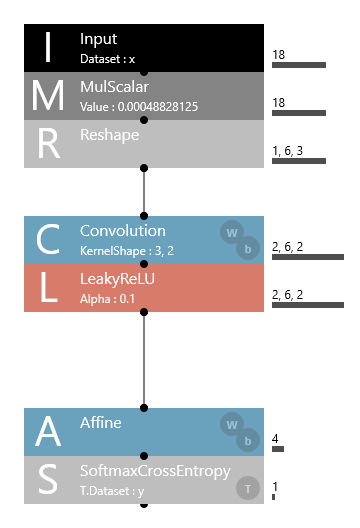 I
Input
Dataset : x
18
M
MulScalar
Value : 0.00048828125
18
R
Reshape
1, 6, 3
C
Convolution
KernelShape : 3, 2
W
b
2, 6, 2
L
LeakyReLU
Alpha : 0.1
2, 6, 2
A
Affine
W
b
4
S
SoftmaxCrossEntropy
T.Dataset : y
T
1